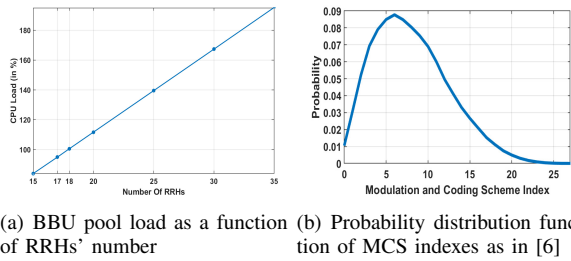 180
160
140
120
100
CPU Load (in %)
15 17 18 20 25 30 35
Number Of RRHs
0.09
0.08
0.07
0.06
0.05
0.04
0.03
0.02
0.01
0
Probability
0 5 10 15 20 25
Modulation and Coding Scheme Index
(a) BBU pool load as a function
of RRHs' number
(b) Probability distribution func
tion of MCS indexes as in [6]